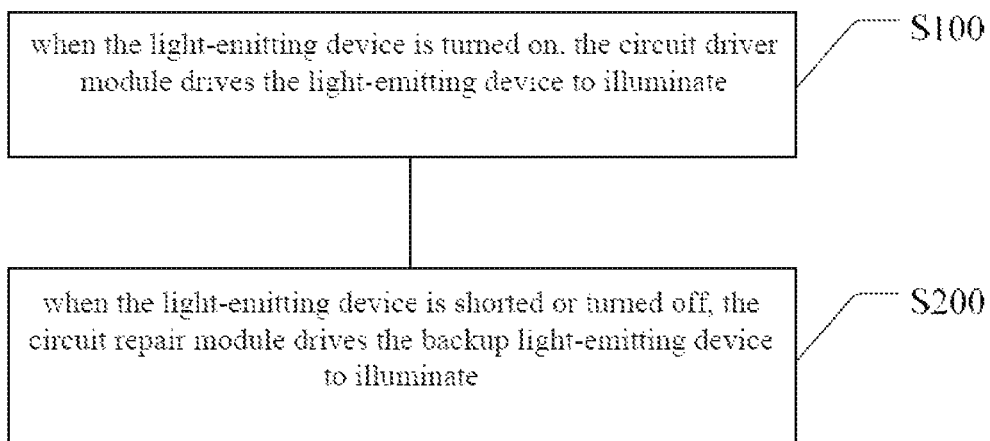 when the light-emitting device is turned on. the circuit driver
module drives the light-emitting device to illuminate
S100
when the light-emitting device is shorted or turned off, the
circuit repair module drives the backup light-emitting device
to illuminate
S200